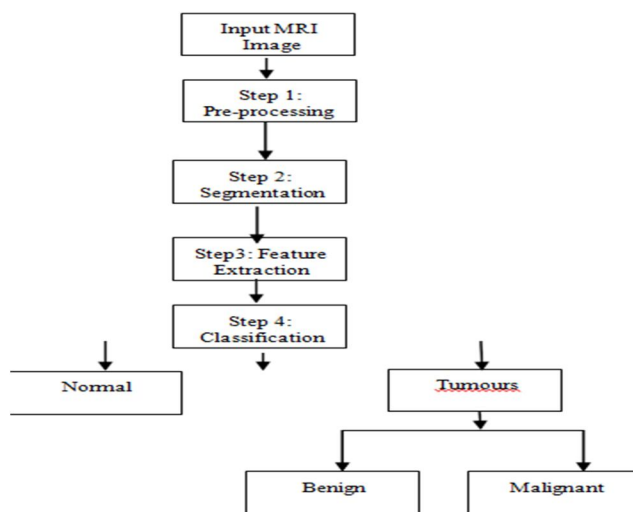 Input MRI
Image
Step 1:
Pre-processing
Step 2:
Segmentation
Step3: Feature
Extraction
Step 4:
Classification
Normal
Tumours
Benign
Malignant